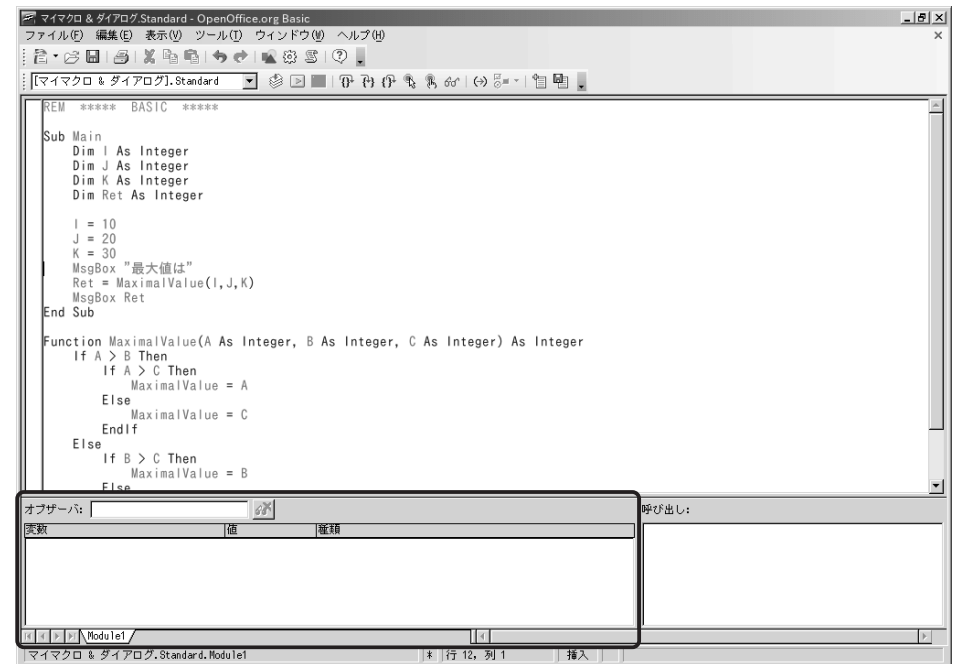 マイマクロ & ダイアログ.Standard - OpenOffice.org Basic
ファイル(F) 編集(E) 表示(V) ツール(T) ウィンドウ(W) ヘルプ(H)
[マイマクロ & ダイアログ].Standard
REM ***** BASIC *****
Sub Main
Dim I As Integer
Dim J As Integer
Dim K As Integer
Dim Ret As Integer
I = 10
J = 20
K = 30
MsgBox "最大値は"
Ret = MaximalValue(I,J,K)
MsgBox Ret
End Sub
Function MaximalValue(A As Integer, B As Integer, C As Integer) As Integer
If A > B Then
If A > C Then
MaximalValue = A
Else
MaximalValue = C
EndIf
Else
If B > C Then
MaximalValue = B
Else
オブザーバ:
呼び出し:
変数 値 種類
Module1
マイマクロ & ダイアログ.Standard.Module1 * 行 12, 列 1 挿入